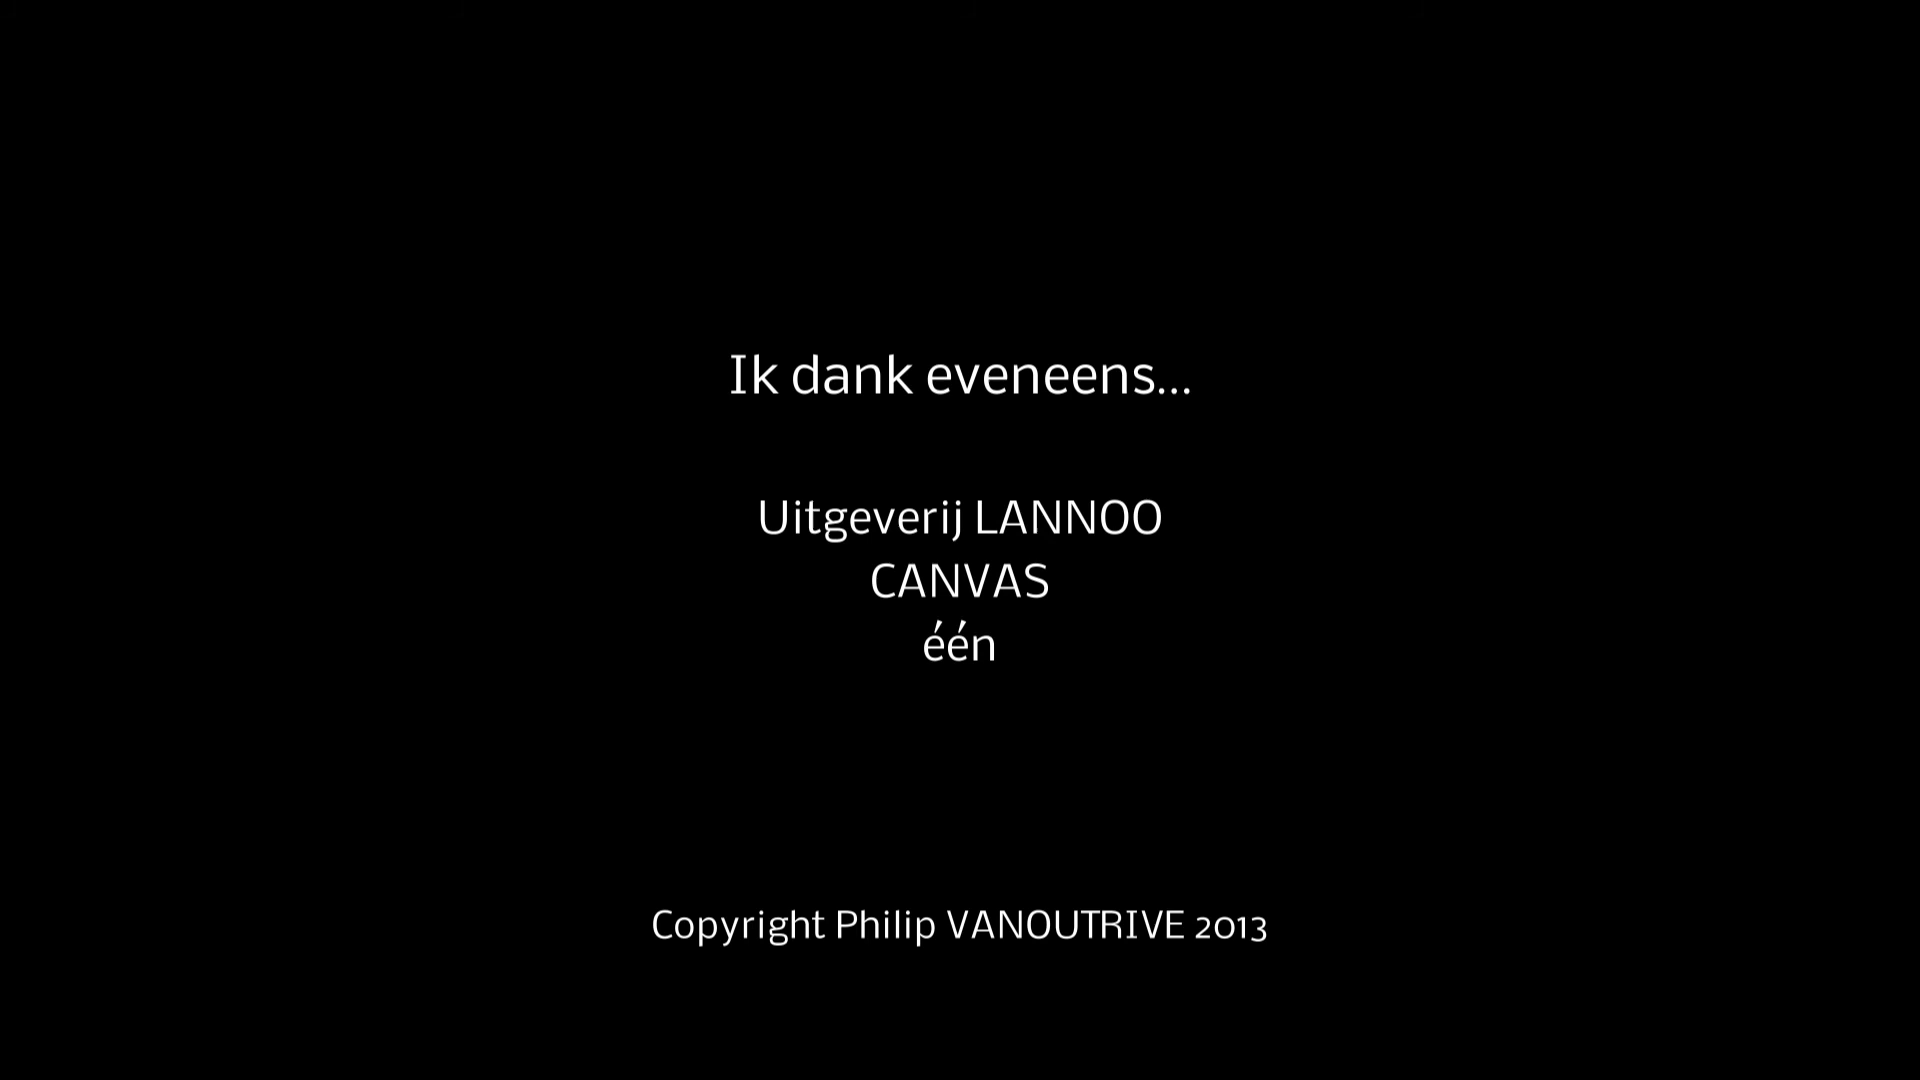 Ik dank eveneens...
Uitgeverij LANNOO
CANVAS
één
Copyright Philip VANOUTRIVE 2013